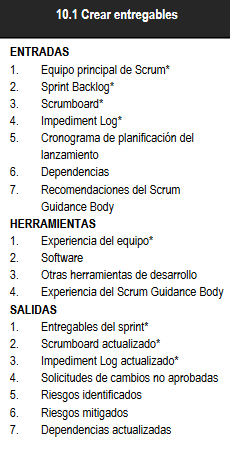 10.1 Crear entregables
ENTRADAS
1. Equipo principal de Scrum*
2. Sprint Backlog*
3. Scrumboard*
4. Impediment Log*
5. Cronograma de planificación del
lanzamiento
6. Dependencias
7. Recomendaciones del Scrum
Guidance Body
HERRAMIENTAS
1. Experiencia del equipo*
2. Software
3. Otras herramientas de desarrollo
4. Experiencia del Scrum Guidance Body
SALIDAS
1. Entregables del sprint*
2. Scrumboard actualizado*
3. Impediment Log actualizado*
4. Solicitudes de cambios no aprobadas
5. Riesgos identificados
6. Riesgos mitigados
7. Dependencias actualizadas